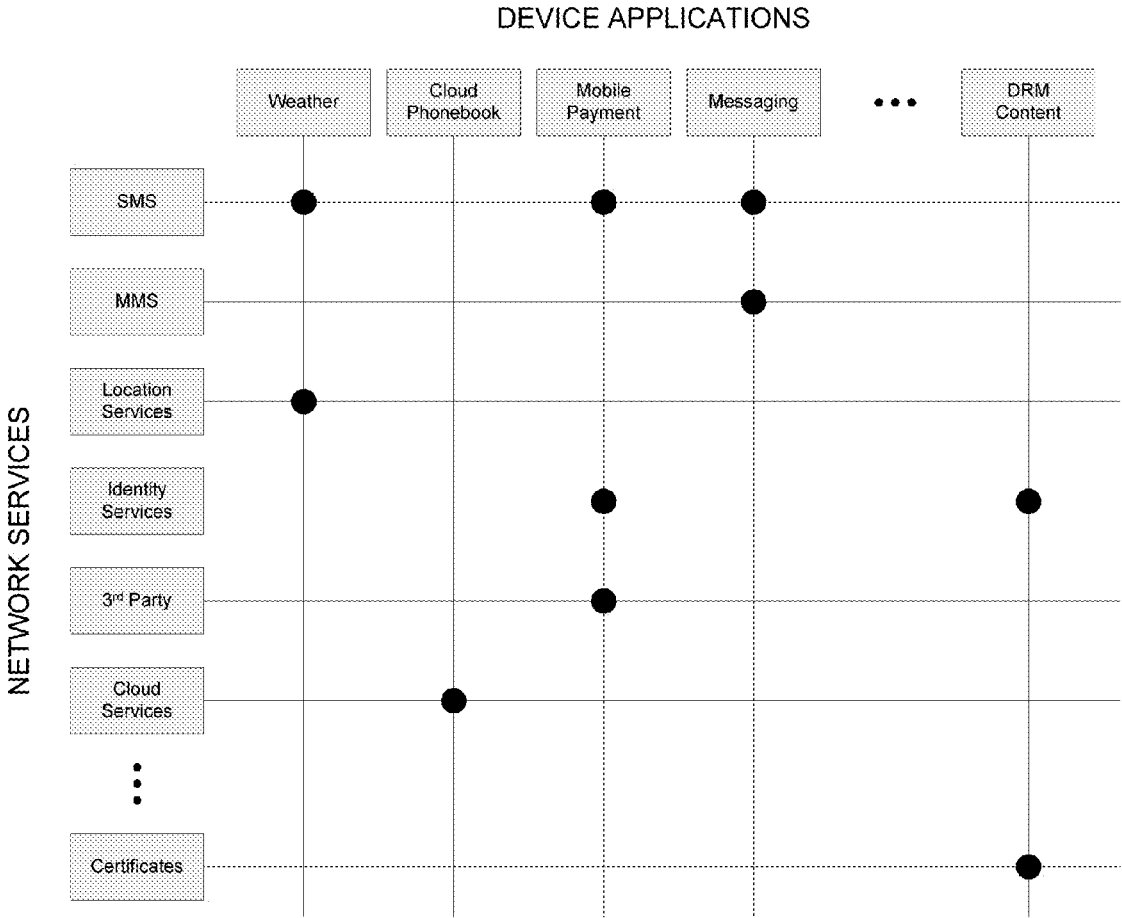 DEVICE APPLICATIONS
Weather
Cloud
Phonebook
Mobile
Payment
Messaging
DRM
Content
NETWORK SERVICES
SMS
MMS
Location
Services
Identity
Services
3rd Party
Cloud
Services
Certificates